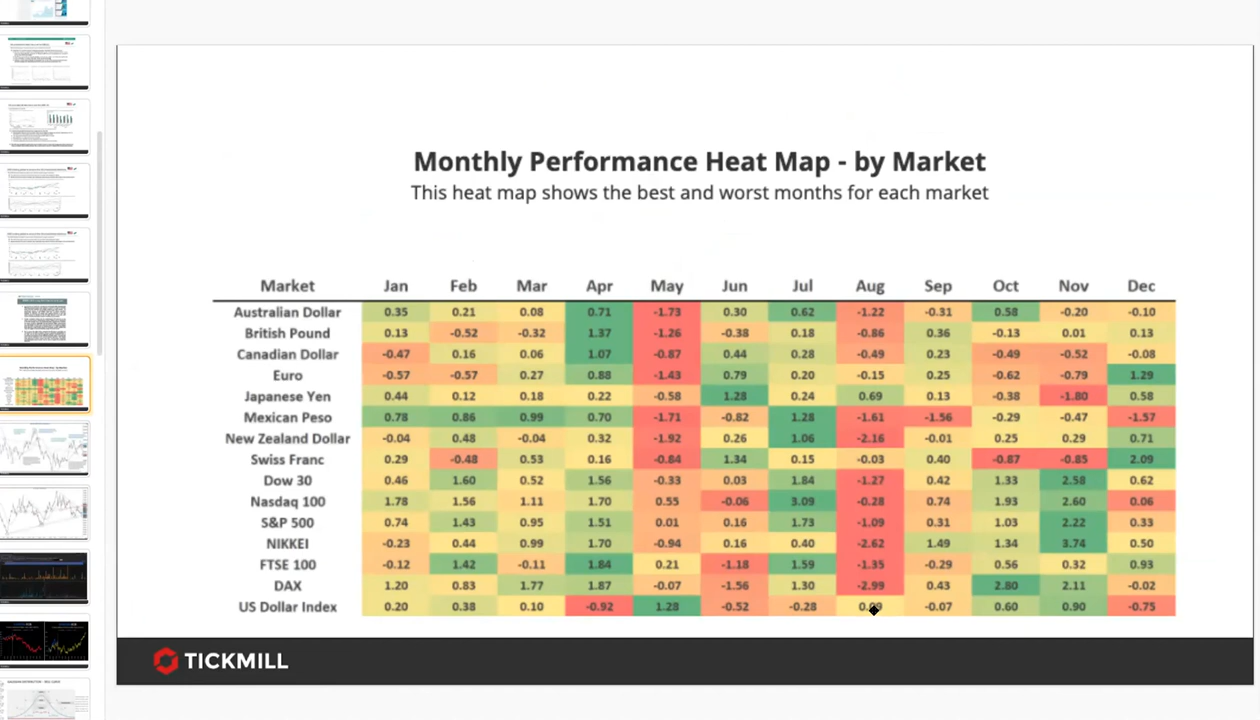 Monthly Performance Heat Map - by Market
This heat map shows the best and worst months for each market
Market Jan Feb Mar Apr May Jun Jul Aug Sep Oct Nov Dec
Australian Dollar 0.35 0.21 0.08 0.71 -1.73 0.30 0.62 -1.22 -0.31 0.58 -0.20 -0.10
British Pound 0.13 -0.52 -0.32 1.37 -1.26 -0.38 0.18 -0.86 0.36 -0.13 0.01 0.13
Canadian Dollar -0.47 0.16 0.06 1.07 -0.87 0.44 0.28 -0.49 0.23 -0.49 -0.52 -0.08
Euro -0.57 -0.57 0.27 0.88 -1.43 0.79 0.20 -0.15 0.25 -0.62 -0.79 1.29
Japanese Yen 0.44 0.12 0.18 0.22 -0.58 1.28 0.24 0.69 0.13 -0.38 -1.80 0.58
Mexican Peso 0.78 0.86 0.99 0.70 -1.71 -0.82 1.28 -1.61 -1.56 -0.29 -0.47 -1.57
New Zealand Dollar -0.04 0.48 -0.04 0.32 -1.92 0.26 1.06 -2.16 -0.01 0.25 0.29 0.71
Swiss Franc 0.29 -0.48 0.53 0.16 -0.84 1.34 0.15 -0.03 0.40 -0.87 -0.85 2.09
Dow 30 0.46 1.60 0.52 1.56 -0.33 0.03 1.84 -1.27 0.42 1.33 2.58 0.62
Nasdaq 100 1.78 1.56 1.11 1.70 0.55 -0.06 3.09 -0.28 0.74 1.93 2.60 0.06
S&P 500 0.74 1.43 0.95 1.51 0.01 0.16 1.73 -1.09 0.31 1.03 2.22 0.33
NIKKEI -0.23 0.44 0.99 1.70 -0.94 0.16 0.40 -2.62 1.49 1.34 3.74 0.50
FTSE 100 -0.12 1.42 -0.11 1.84 0.21 -1.18 1.59 -1.35 -0.29 0.56 0.32 0.93
DAX 1.20 0.83 1.77 1.87 -0.07 -1.56 1.30 -2.99 0.43 2.80 2.11 -0.02
US Dollar Index 0.20 0.38 0.10 -0.92 1.28 -0.52 -0.28 -0.07 0.60 0.90 -0.75
TICKMILL